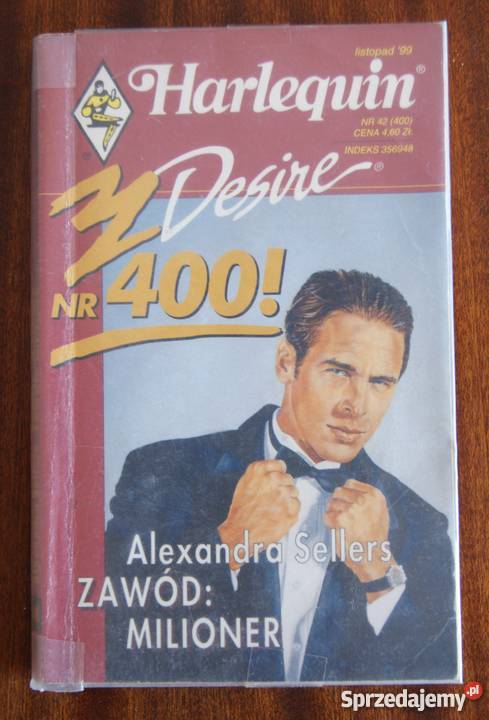 listopad '99
Harlequin®
NR 42 (400)
CENA 4,60 ZŁ
INDEKS 356948
Desire®
NR 400!
Alexandra Sellers
ZAWÓD:
MILIONER
Sprzedajemy.pl